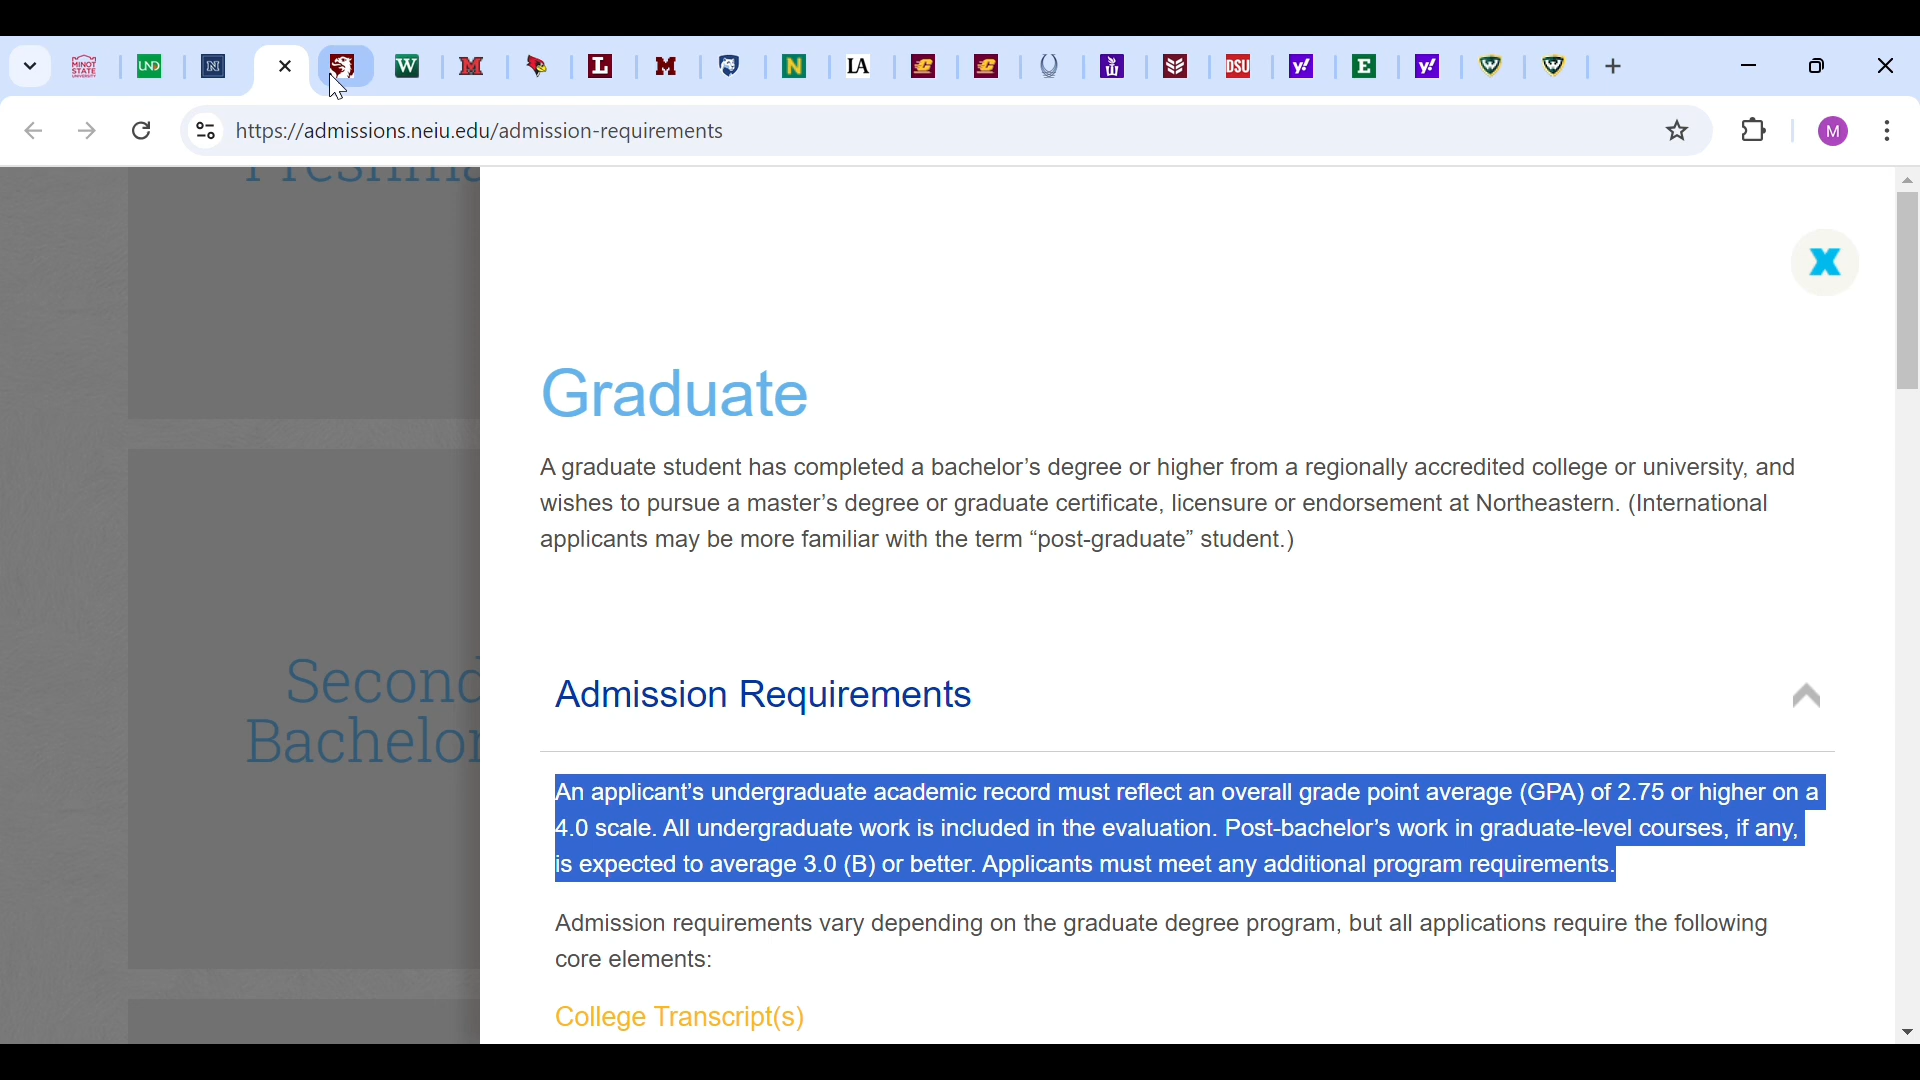 MINOT
STATE
UNIVERSITY
UND
N
W
M
L
M
N
LA
C
C
W
DSU
y!
E
y!
W
W
https://admissions.neiu.edu/admission-requirements
M
Freshma
X
Graduate
A graduate student has completed a bachelor’s degree or higher from a regionally accredited college or university, and
wishes to pursue a master’s degree or graduate certificate, licensure or endorsement at Northeastern. (International
applicants may be more familiar with the term “post-graduate” student.)
Second
Bachelor
Admission Requirements
An applicant’s undergraduate academic record must reflect an overall grade point average (GPA) of 2.75 or higher on a
4.0 scale. All undergraduate work is included in the evaluation. Post-bachelor’s work in graduate-level courses, if any,
is expected to average 3.0 (B) or better. Applicants must meet any additional program requirements.
Admission requirements vary depending on the graduate degree program, but all applications require the following
core elements:
College Transcript(s)